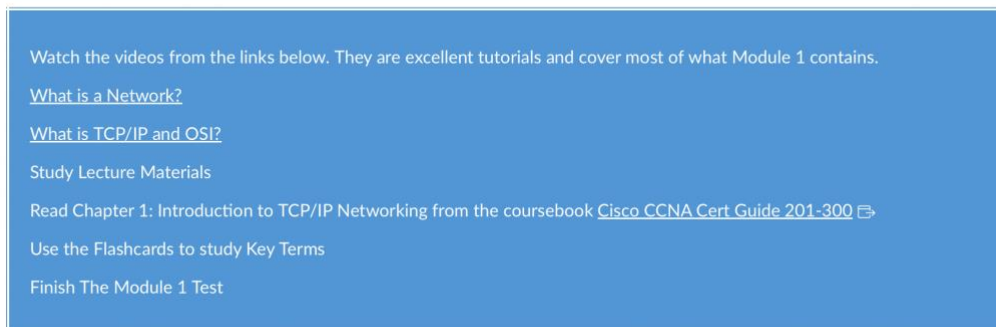 Watch the videos from the links below. They are excellent tutorials and cover most of what Module 1 contains.
What is a Network?
What is TCP/IP and OSI?
Study Lecture Materials
Read Chapter 1: Introduction to TCP/IP Networking from the coursebook Cisco CCNA Cert Guide 201-300
Use the Flashcards to study Key Terms
Finish The Module 1 Test